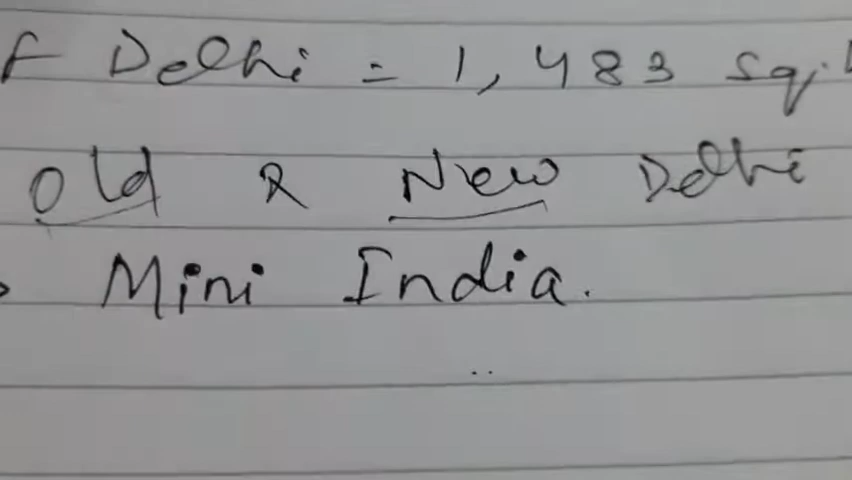 F Delhi = 1,483 sq.
Old & New Delhi
Mini India.